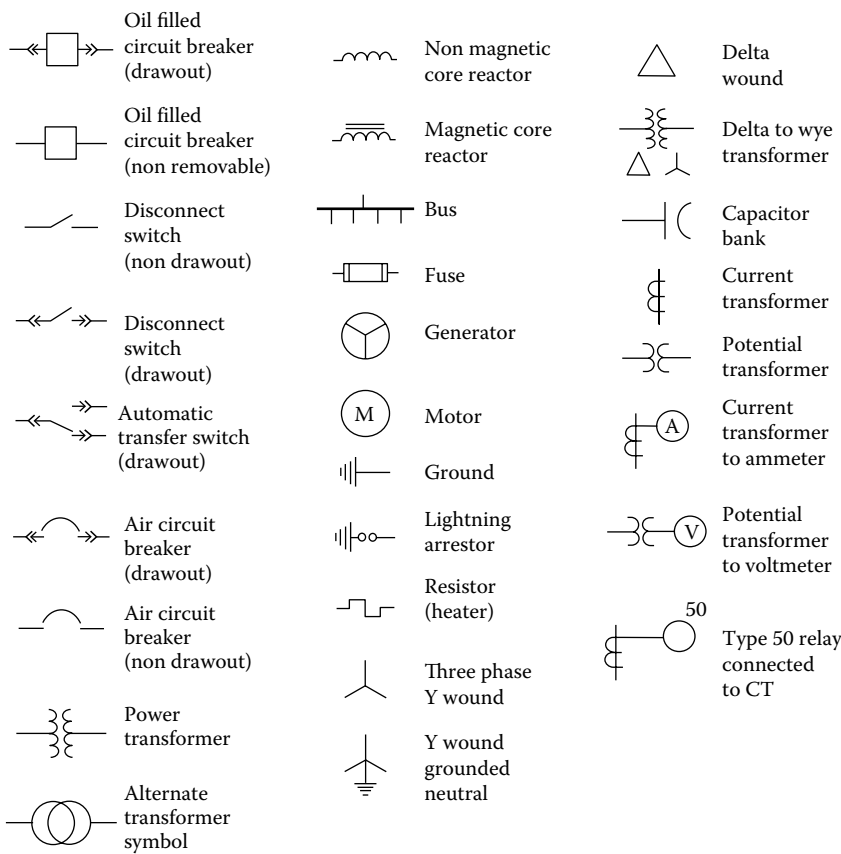 Oil filled
circuit breaker
(drawout)
Oil filled
circuit breaker
(non removable)
Disconnect
switch
(non drawout)
Disconnect
switch
(drawout)
Automatic
transfer switch
(drawout)
Air circuit
breaker
(drawout)
Air circuit
breaker
(non drawout)
Power
transformer
Alternate
transformer
symbol
Non magnetic
core reactor
Magnetic core
reactor
Bus
Fuse
Generator
M
Motor
Ground
Lightning
arrestor
Resistor
(heater)
Three phase
Y wound
Y wound
grounded
neutral
Delta
wound
Delta to wye
transformer
Capacitor
bank
Current
transformer
Potential
transformer
A
Current
transformer
to ammeter
V
Potential
transformer
to voltmeter
50
Type 50 relay
connected
to CT